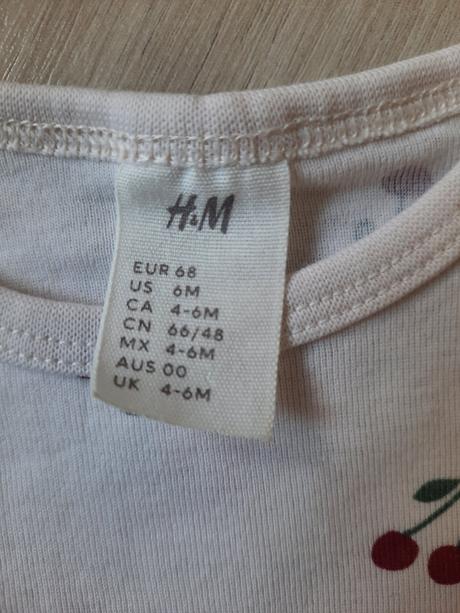 H&M
EUR 68
US 6M
CA 4-6M
CN 66/48
MX 4-6M
AUS 00
UK 4-6M